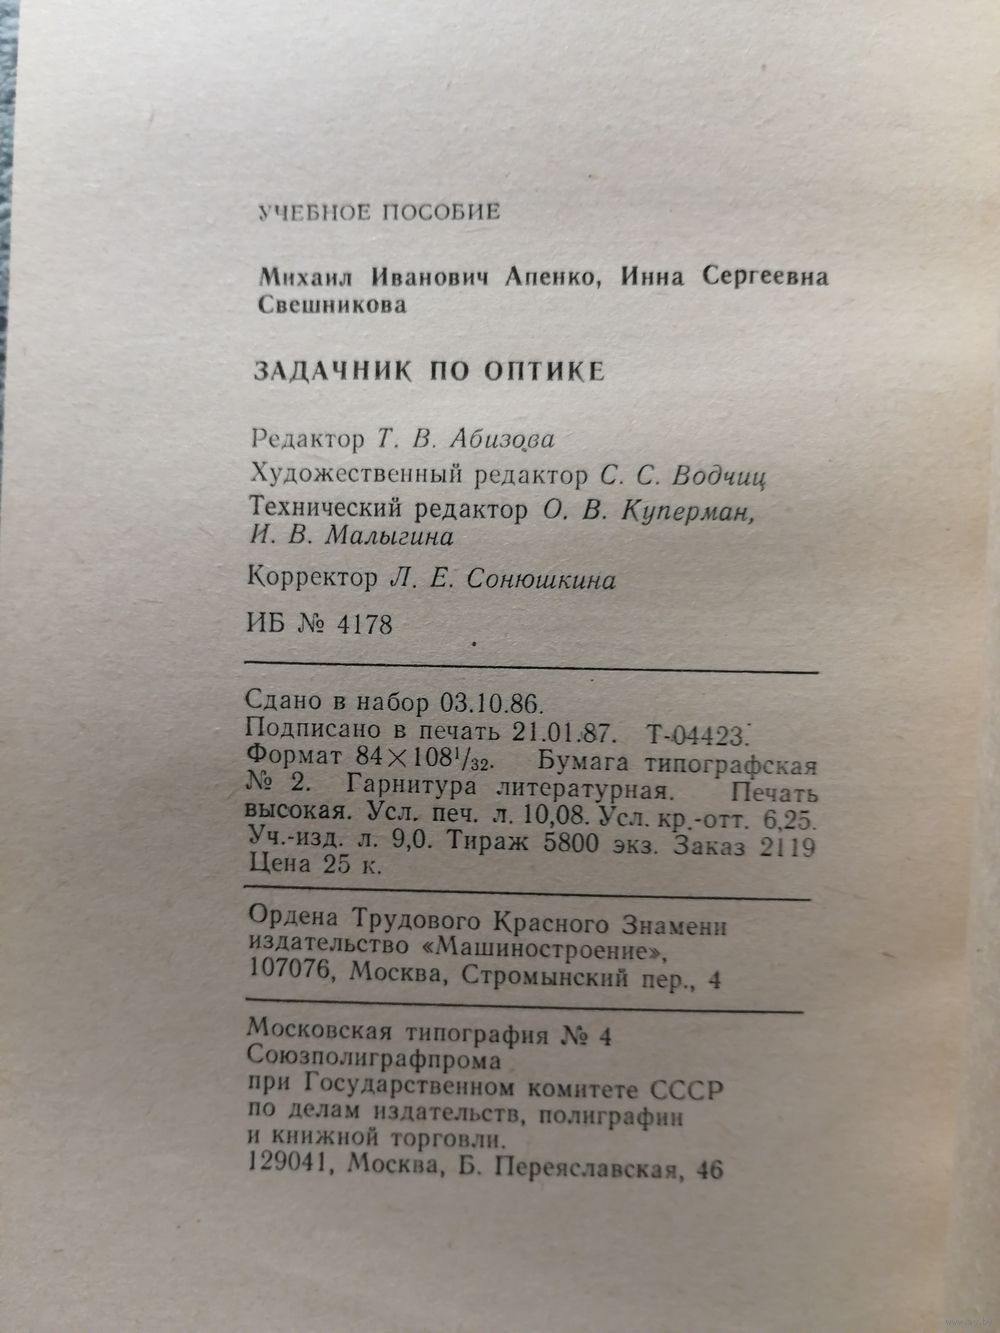 УЧЕБНОЕ ПОСОБИЕ
Михаил Иванович Апенко, Инна Сергеевна
Свешникова
ЗАДАЧНИК ПО ОПТИКЕ
Редактор Т. В. Абизова
Художественный редактор С. С. Водчиц
Технический редактор О. В. Куперман,
И. В. Малыгина
Корректор Л. Е. Сонюшкина
ИБ № 4178
Сдано в набор 03.10.86.
Подписано в печать 21.01.87. Т-04423.
Формат 84×108¹/₃₂. Бумага типографская
№ 2. Гарнитура литературная. Печать
высокая. Усл. печ. л. 10,08. Усл. кр.-отт. 6,25.
Уч.-изд. л. 9,0. Тираж 5800 экз. Заказ 2119
Цена 25 к.
Ордена Трудового Красного Знамени
издательство «Машиностроение»,
107076, Москва, Стромынский пер., 4
Московская типография № 4
Союзполиграфпрома
при Государственном комитете СССР
по делам издательств, полиграфии
и книжной торговли.
129041, Москва, Б. Переяславская, 46